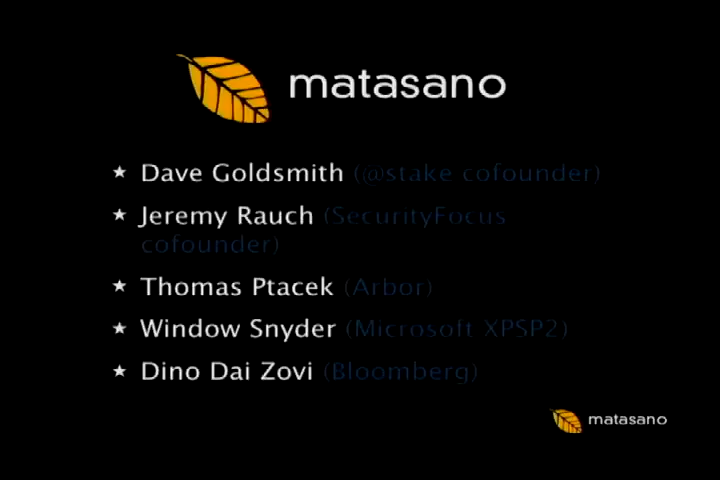 matasano
★ Dave Goldsmith (@stake cofounder)
★ Jeremy Rauch (SecurityFocus
cofounder)
★ Thomas Ptacek (Arbor)
★ Window Snyder (Microsoft XPSP2)
★ Dino Dai Zovi (Bloomberg)
matasano